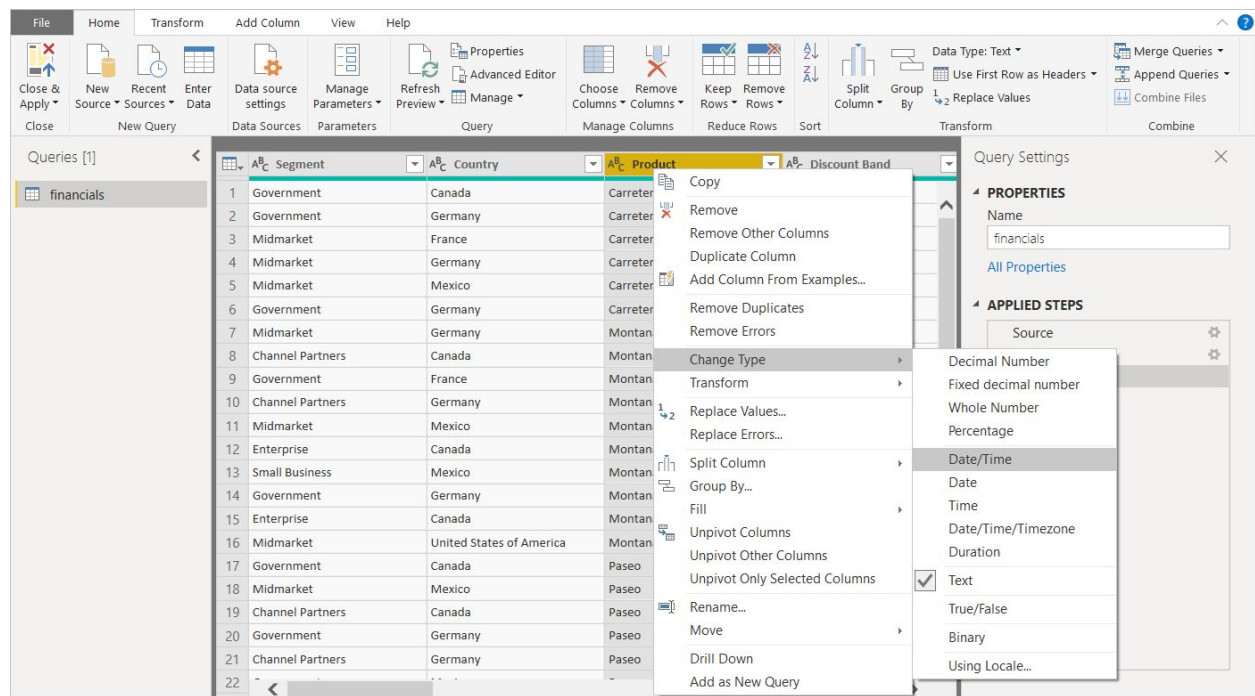 File Home Transform Add Column View Help
Close & Apply
New Source
Recent Sources
Enter Data
Data source settings
Manage Parameters
Refresh Preview
Properties
Advanced Editor
Manage
Choose Columns
Remove Columns
Keep Rows
Remove Rows
Split Column
Group By
Data Type: Text
Use First Row as Headers
Replace Values
Merge Queries
Append Queries
Combine Files
Close New Query Data Sources Parameters Query Manage Columns Reduce Rows Sort Transform Combine
Queries [1]
financials
Segment Country Product Discount Band
1 Government Canada Carreter
2 Government Germany Carreter
3 Midmarket France Carreter
4 Midmarket Germany Carreter
5 Midmarket Mexico Carreter
6 Government Germany Carreter
7 Midmarket Germany Montan
8 Channel Partners Canada Montan
9 Government France Montan
10 Channel Partners Germany Montan
11 Midmarket Mexico Montan
12 Enterprise Canada Montan
13 Small Business Mexico Montan
14 Government Germany Montan
15 Enterprise Canada Montan
16 Midmarket United States of America Montan
17 Government Canada Paseo
18 Midmarket Mexico Paseo
19 Channel Partners Canada Paseo
20 Government Germany Paseo
21 Channel Partners Germany Paseo
22
Copy
Remove
Remove Other Columns
Duplicate Column
Add Column From Examples...
Remove Duplicates
Remove Errors
Change Type
Transform
Replace Values...
Replace Errors...
Split Column
Group By...
Fill
Unpivot Columns
Unpivot Other Columns
Unpivot Only Selected Columns
Rename...
Move
Drill Down
Add as New Query
Decimal Number
Fixed decimal number
Whole Number
Percentage
Date/Time
Date
Time
Date/Time/Timezone
Duration
Text
True/False
Binary
Using Locale...
Query Settings
PROPERTIES
Name
financials
All Properties
APPLIED STEPS
Source